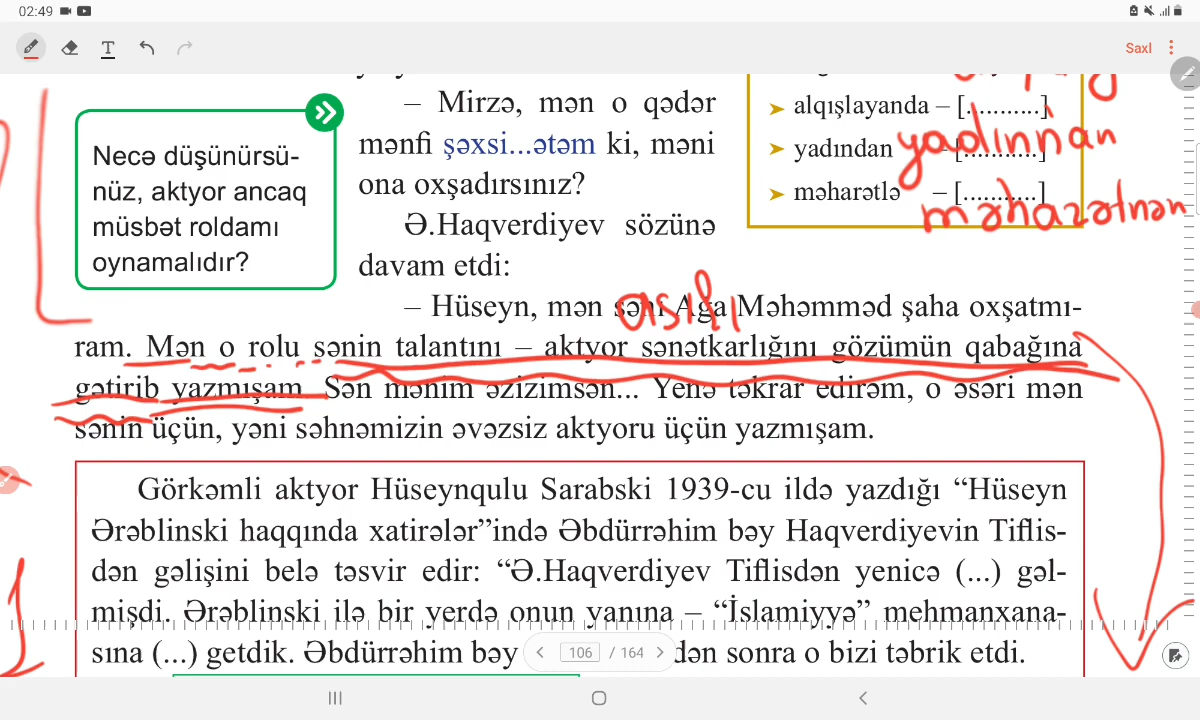 02:49
Saxl
Necə düşünürsü-
nüz, aktyor ancaq
müsbət roldamı
oynamalıdır?
– Mirzə, mən o qədər
mənfi şəxsi...ətəm ki, məni
ona oxşadırsınız?
Ə.Haqverdiyev sözünə
davam etdi:
alqışlayanda – [...........]
yadından – [...........]
yadınnan
məharətlə – [...........]
məharətnən
asılı
– Hüseyn, mən səni Ağa Məhəmməd şaha oxşatmı-
ram. Mən o rolu sənin talantını – aktyor sənətkarlığını gözümün qabağına
gətirib yazmışam. Sən mənim əzizimsən... Yenə təkrar edirəm, o əsəri mən
sənin üçün, yəni səhnəmizin əvəzsiz aktyoru üçün yazmışam.
Görkəmli aktyor Hüseynqulu Sarabski 1939-cu ildə yazdığı “Hüseyn
Ərəblinski haqqında xatirələr”ində Əbdürrəhim bəy Haqverdiyevin Tiflis-
dən gəlişini belə təsvir edir: “Ə.Haqverdiyev Tiflisdən yenicə (...) gəl-
mişdi. Ərəblinski ilə bir yerdə onun yanına – “İslamiyyə” mehmanxana-
sına (...) getdik. Əbdürrəhim bəy dən sonra o bizi təbrik etdi.
106 / 164